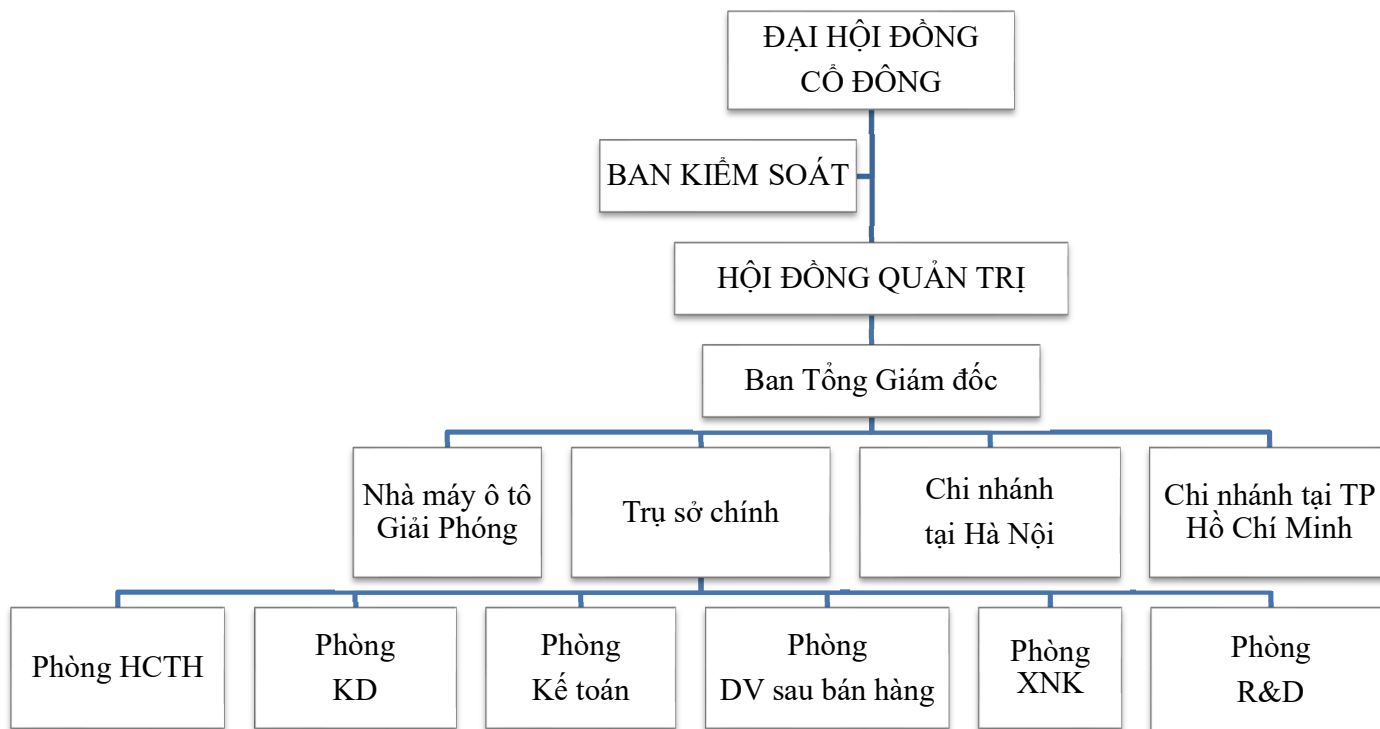 ĐẠI HỘI ĐỒNG
CỔ ĐÔNG
BAN KIỂM SOÁT
HỘI ĐỒNG QUẢN TRỊ
Ban Tổng Giám đốc
Nhà máy ô tô
Giải Phóng
Trụ sở chính
Chi nhánh
tại Hà Nội
Chi nhánh tại TP
Hồ Chí Minh
Phòng HCTH
Phòng
KD
Phòng
Kế toán
Phòng
DV sau bán hàng
Phòng
XNK
Phòng
R&D